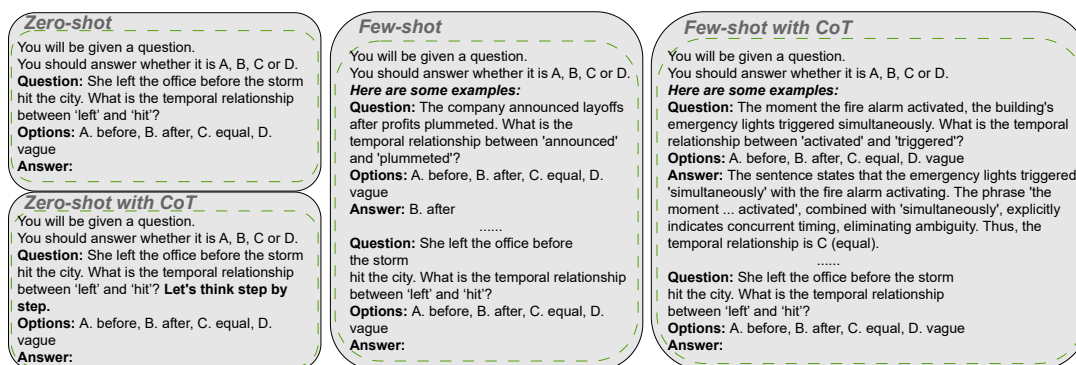 Zero-shot
You will be given a question.
You should answer whether it is A, B, C or D.
Question: She left the office before the storm
hit the city. What is the temporal relationship
between ‘left’ and ‘hit’?
Options: A. before, B. after, C. equal, D.
vague
Answer:
Zero-shot with CoT
You will be given a question.
You should answer whether it is A, B, C or D.
Question: She left the office before the storm
hit the city. What is the temporal relationship
between ‘left’ and ‘hit’? Let's think step by
step.
Options: A. before, B. after, C. equal, D.
vague
Answer:
Few-shot
You will be given a question.
You should answer whether it is A, B, C or D.
Here are some examples:
Question: The company announced layoffs
after profits plummeted. What is the
temporal relationship between 'announced'
and 'plummeted'?
Options: A. before, B. after, C. equal, D.
vague
Answer: B. after
......
Question: She left the office before
the storm
hit the city. What is the temporal relationship
between ‘left’ and ‘hit’?
Options: A. before, B. after, C. equal, D.
vague
Answer:
Few-shot with CoT
You will be given a question.
You should answer whether it is A, B, C or D.
Here are some examples:
Question: The moment the fire alarm activated, the building's
emergency lights triggered simultaneously. What is the temporal
relationship between 'activated' and 'triggered'?
Options: A. before, B. after, C. equal, D. vague
Answer: The sentence states that the emergency lights triggered
'simultaneously' with the fire alarm activating. The phrase 'the
moment ... activated', combined with 'simultaneously', explicitly
indicates concurrent timing, eliminating ambiguity. Thus, the
temporal relationship is C (equal).
......
Question: She left the office before the storm
hit the city. What is the temporal relationship
between ‘left’ and ‘hit’?
Options: A. before, B. after, C. equal, D. vague
Answer: